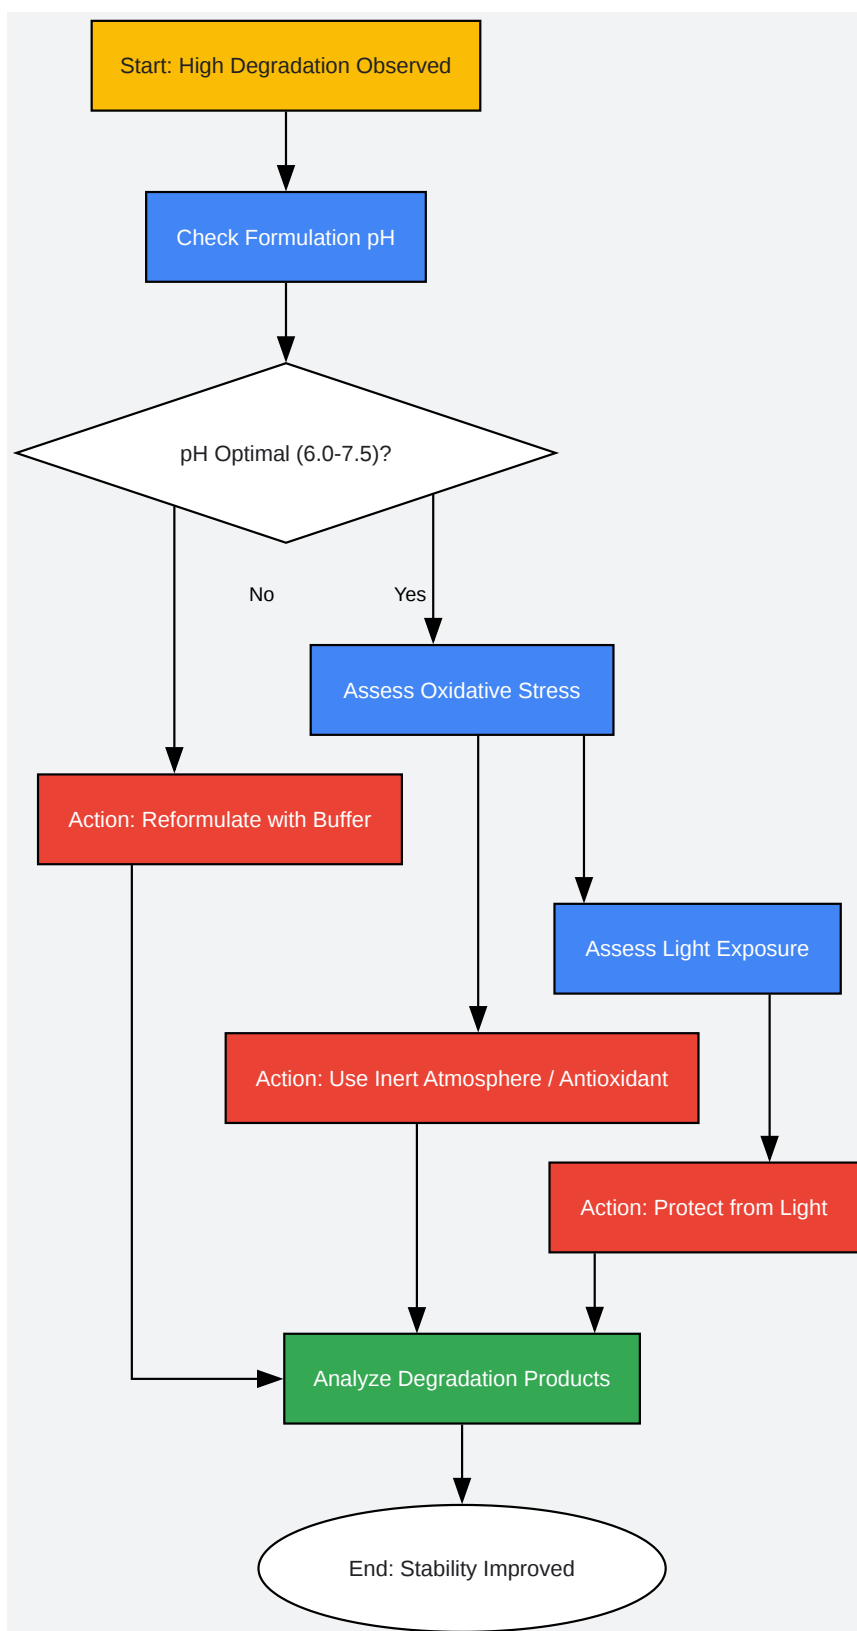 Start: High Degradation Observed
Check Formulation pH
pH Optimal (6.0-7.5)?
No
Yes
Assess Oxidative Stress
Action: Reformulate with Buffer
Assess Light Exposure
Action: Use Inert Atmosphere / Antioxidant
Action: Protect from Light
Analyze Degradation Products
End: Stability Improved